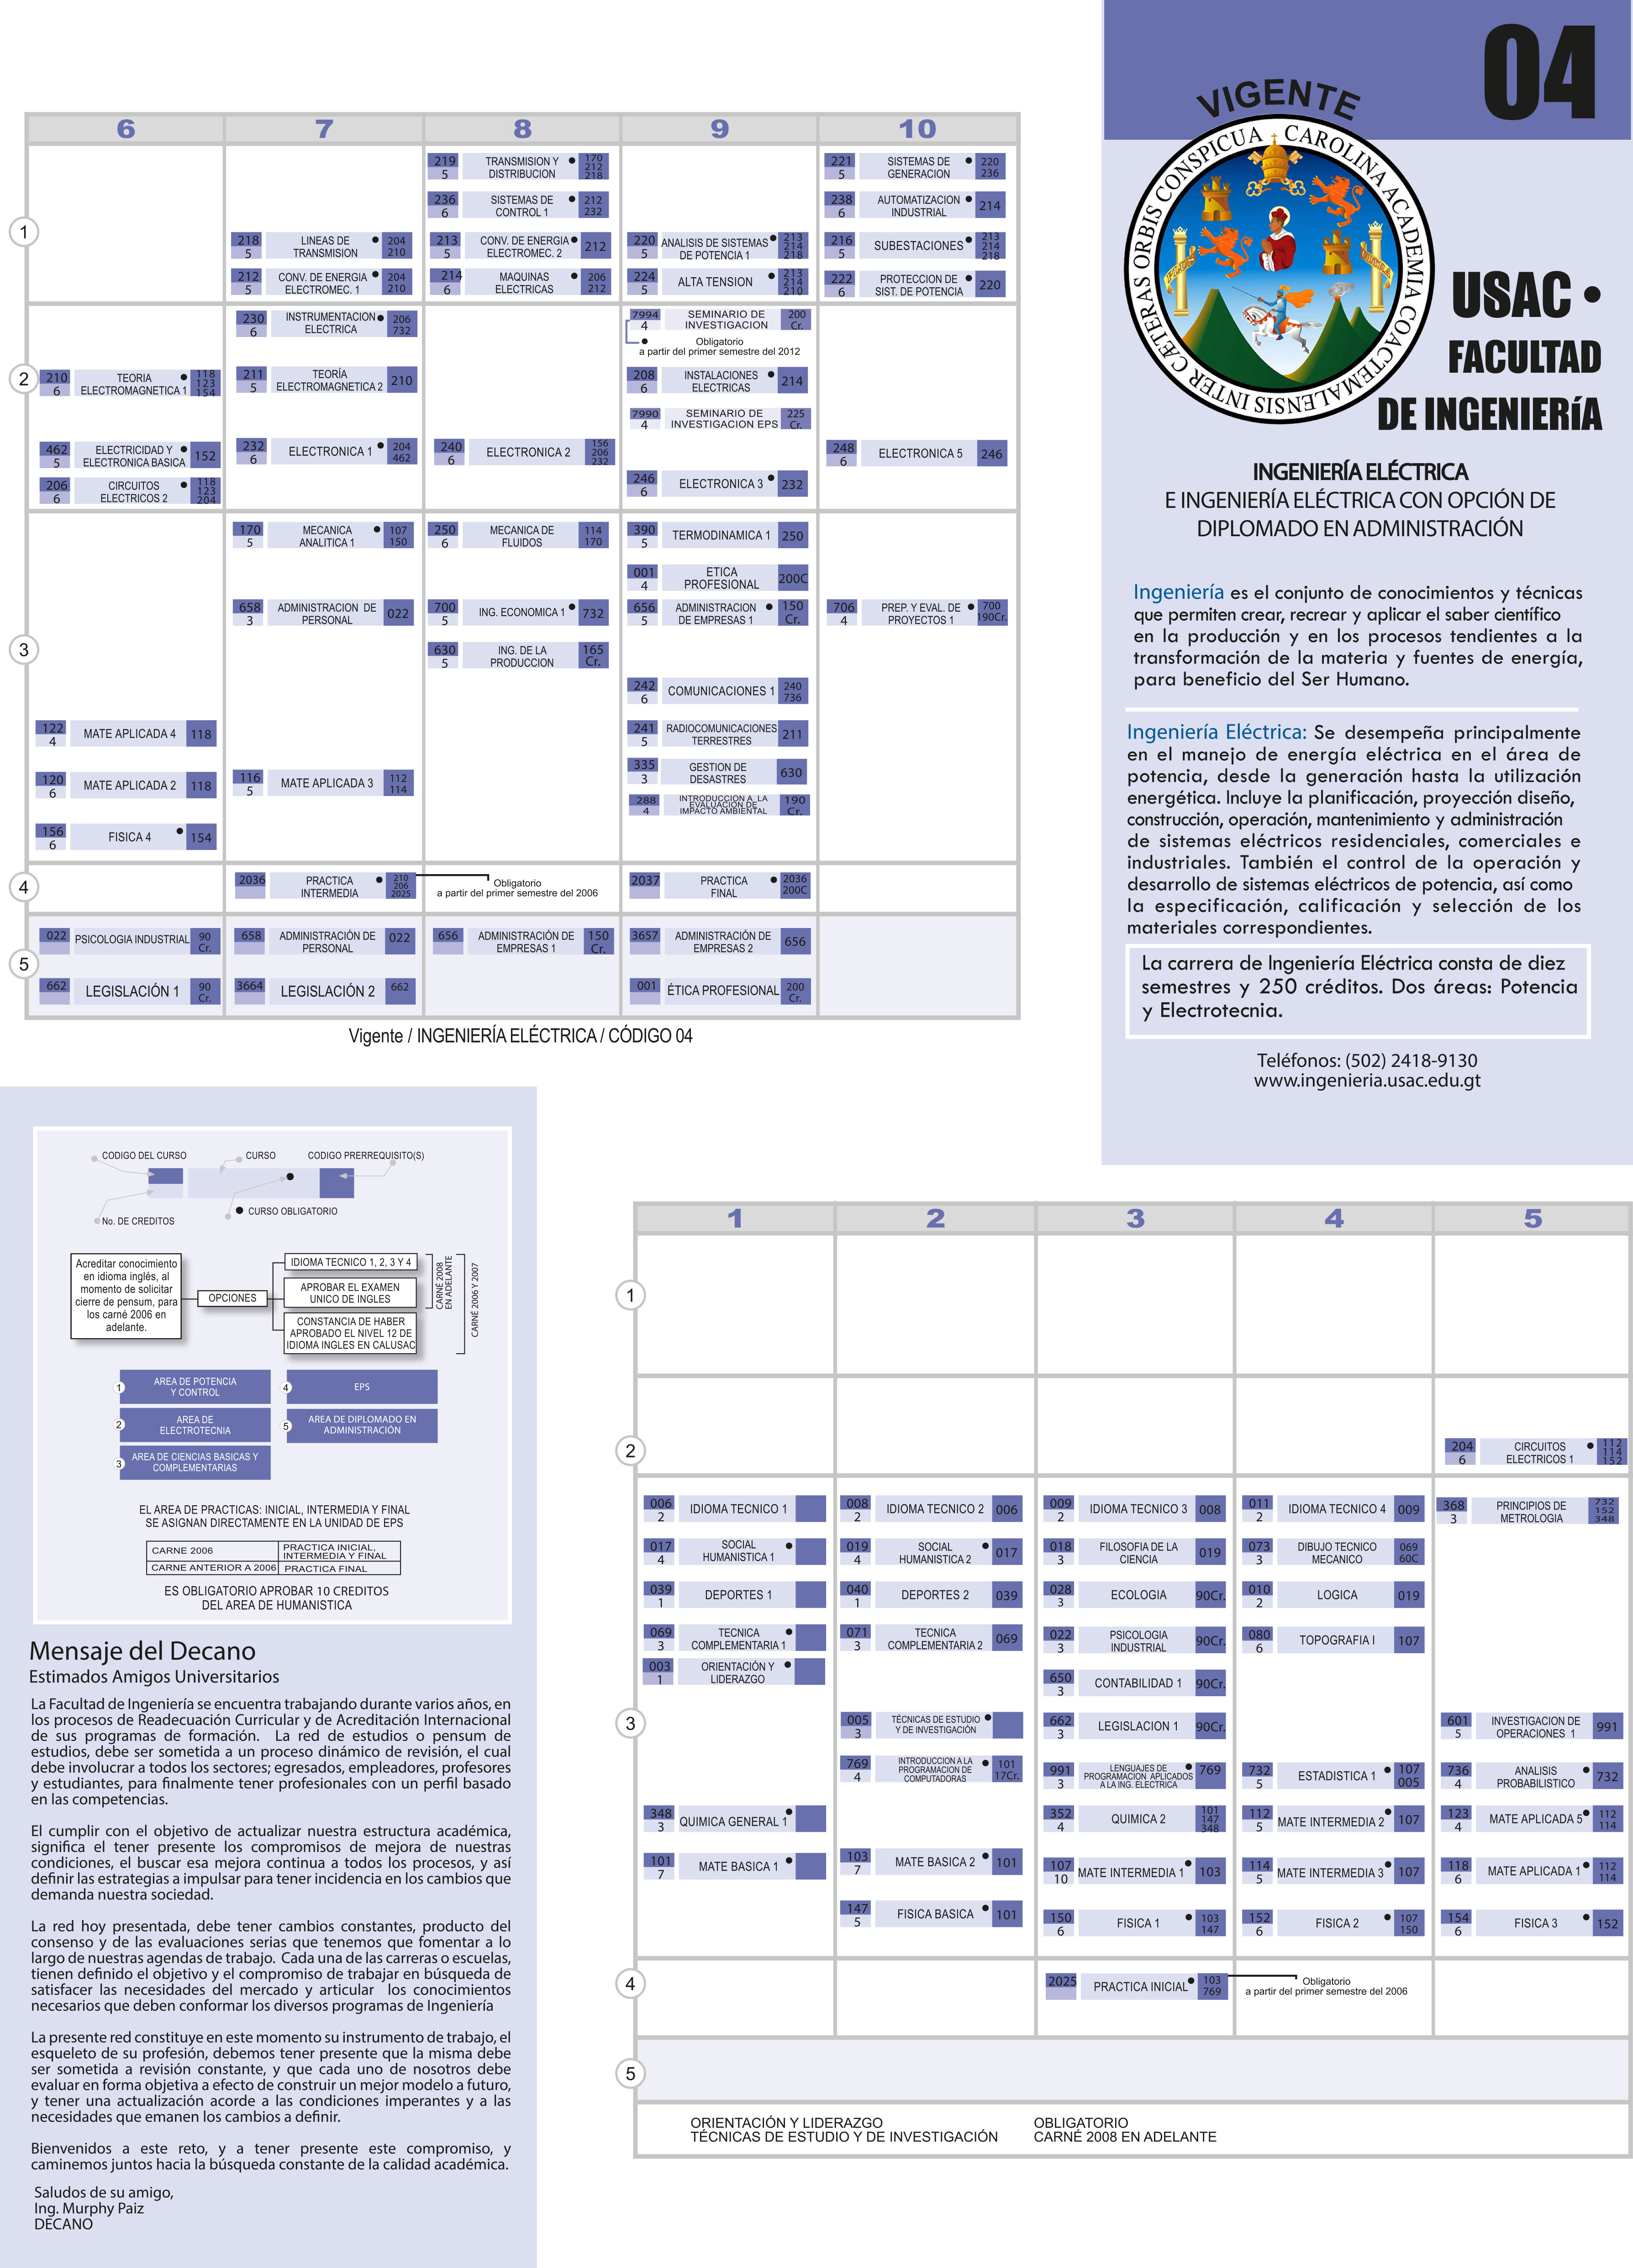 04
VIGENTE
INTER CÆTERAS ORBIS CONSPICUA CAROLINA ACADEMIA COACTEMALENSIS
USAC •
FACULTAD
DE INGENIERÍA
INGENIERÍA ELÉCTRICA
E INGENIERÍA ELÉCTRICA CON OPCIÓN DE
DIPLOMADO EN ADMINISTRACIÓN
Ingeniería es el conjunto de conocimientos y técnicas
que permiten crear, recrear y aplicar el saber científico
en la producción y en los procesos tendientes a la
transformación de la materia y fuentes de energía,
para beneficio del Ser Humano.
Ingeniería Eléctrica: Se desempeña principalmente
en el manejo de energía eléctrica en el área de
potencia, desde la generación hasta la utilización
energética. Incluye la planificación, proyección diseño,
construcción, operación, mantenimiento y administración
de sistemas eléctricos residenciales, comerciales e
industriales. También el control de la operación y
desarrollo de sistemas eléctricos de potencia, así como
la especificación, calificación y selección de los
materiales correspondientes.
La carrera de Ingeniería Eléctrica consta de diez
semestres y 250 créditos. Dos áreas: Potencia
y Electrotecnia.
Teléfonos: (502) 2418-9130
www.ingenieria.usac.edu.gt
6 7 8 9 10
1
219 5 TRANSMISION Y DISTRIBUCION • 170 212 218
221 5 SISTEMAS DE GENERACION • 220 236
236 6 SISTEMAS DE CONTROL 1 • 212 232
238 6 AUTOMATIZACION INDUSTRIAL • 214
218 5 LINEAS DE TRANSMISION • 204 210
213 5 CONV. DE ENERGIA ELECTROMEC. 2 • 212
220 5 ANALISIS DE SISTEMAS DE POTENCIA 1 • 213 214 218
216 5 SUBESTACIONES • 213 214 218
212 5 CONV. DE ENERGIA ELECTROMEC. 1 • 204 210
214 6 MAQUINAS ELECTRICAS • 206 212
224 5 ALTA TENSION • 213 214 210
222 6 PROTECCION DE SIST. DE POTENCIA • 220
2
230 6 INSTRUMENTACION ELECTRICA • 206 732
7994 4 SEMINARIO DE INVESTIGACION 200 Cr.
• Obligatorio
a partir del primer semestre del 2012
210 6 TEORIA ELECTROMAGNETICA 1 • 118 123 154
211 5 TEORÍA ELECTROMAGNETICA 2 210
208 6 INSTALACIONES ELECTRICAS • 214
7990 4 SEMINARIO DE INVESTIGACION EPS 225 Cr.
462 5 ELECTRICIDAD Y ELECTRONICA BASICA • 152
232 6 ELECTRONICA 1 • 204 462
240 6 ELECTRONICA 2 156 206 232
248 6 ELECTRONICA 5 246
206 6 CIRCUITOS ELECTRICOS 2 • 118 123 204
246 6 ELECTRONICA 3 • 232
3
170 5 MECANICA ANALITICA 1 • 107 150
250 6 MECANICA DE FLUIDOS 114 170
390 5 TERMODINAMICA 1 250
001 4 ETICA PROFESIONAL 200C
658 3 ADMINISTRACION DE PERSONAL 022
700 5 ING. ECONOMICA 1 • 732
656 5 ADMINISTRACION DE EMPRESAS 1 • 150 Cr.
706 4 PREP. Y EVAL. DE PROYECTOS 1 • 700 190Cr.
630 5 ING. DE LA PRODUCCION 165 Cr.
242 6 COMUNICACIONES 1 240 736
122 4 MATE APLICADA 4 118
241 5 RADIOCOMUNICACIONES TERRESTRES 211
335 3 GESTION DE DESASTRES 630
120 6 MATE APLICADA 2 118
116 5 MATE APLICADA 3 112 114
288 4 INTRODUCCION A LA EVALUACION DE IMPACTO AMBIENTAL 190 Cr.
156 6 FISICA 4 • 154
4
2036 PRACTICA INTERMEDIA • 210 206 2025
Obligatorio
a partir del primer semestre del 2006
2037 PRACTICA FINAL • 2036 200C
5
022 PSICOLOGIA INDUSTRIAL 90 Cr.
658 ADMINISTRACIÓN DE PERSONAL 022
656 ADMINISTRACIÓN DE EMPRESAS 1 150 Cr.
3657 ADMINISTRACIÓN DE EMPRESAS 2 656
662 LEGISLACIÓN 1 90 Cr.
3664 LEGISLACIÓN 2 662
001 ÉTICA PROFESIONAL 200 Cr.
Vigente / INGENIERÍA ELÉCTRICA / CÓDIGO 04
CODIGO DEL CURSO CURSO CODIGO PRERREQUISITO(S)
No. DE CREDITOS • CURSO OBLIGATORIO
Acreditar conocimiento
en idioma inglés, al
momento de solicitar
cierre de pensum, para
los carné 2006 en
adelante.
OPCIONES
IDIOMA TECNICO 1, 2, 3 Y 4
APROBAR EL EXAMEN
UNICO DE INGLES
CONSTANCIA DE HABER
APROBADO EL NIVEL 12 DE
IDIOMA INGLES EN CALUSAC
CARNÉ 2008
EN ADELANTE
CARNÉ 2006 Y 2007
1 AREA DE POTENCIA Y CONTROL
4 EPS
2 AREA DE ELECTROTECNIA
5 AREA DE DIPLOMADO EN ADMINISTRACIÓN
3 AREA DE CIENCIAS BASICAS Y COMPLEMENTARIAS
EL AREA DE PRACTICAS: INICIAL, INTERMEDIA Y FINAL
SE ASIGNAN DIRECTAMENTE EN LA UNIDAD DE EPS
CARNE 2006 PRACTICA INICIAL, INTERMEDIA Y FINAL
CARNE ANTERIOR A 2006 PRACTICA FINAL
ES OBLIGATORIO APROBAR 10 CREDITOS
DEL AREA DE HUMANISTICA
Mensaje del Decano
Estimados Amigos Universitarios
La Facultad de Ingeniería se encuentra trabajando durante varios años, en
los procesos de Readecuación Curricular y de Acreditación Internacional
de sus programas de formación. La red de estudios o pensum de
estudios, debe ser sometida a un proceso dinámico de revisión, el cual
debe involucrar a todos los sectores; egresados, empleadores, profesores
y estudiantes, para finalmente tener profesionales con un perfil basado
en las competencias.
El cumplir con el objetivo de actualizar nuestra estructura académica,
significa el tener presente los compromisos de mejora de nuestras
condiciones, el buscar esa mejora continua a todos los procesos, y así
definir las estrategias a impulsar para tener incidencia en los cambios que
demanda nuestra sociedad.
La red hoy presentada, debe tener cambios constantes, producto del
consenso y de las evaluaciones serias que tenemos que fomentar a lo
largo de nuestras agendas de trabajo. Cada una de las carreras o escuelas,
tienen definido el objetivo y el compromiso de trabajar en búsqueda de
satisfacer las necesidades del mercado y articular los conocimientos
necesarios que deben conformar los diversos programas de Ingeniería
La presente red constituye en este momento su instrumento de trabajo, el
esqueleto de su profesión, debemos tener presente que la misma debe
ser sometida a revisión constante, y que cada uno de nosotros debe
evaluar en forma objetiva a efecto de construir un mejor modelo a futuro,
y tener una actualización acorde a las condiciones imperantes y a las
necesidades que emanen los cambios a definir.
Bienvenidos a este reto, y a tener presente este compromiso, y
caminemos juntos hacia la búsqueda constante de la calidad académica.
Saludos de su amigo,
Ing. Murphy Paiz
DECANO
1 2 3 4 5
1
2
204 6 CIRCUITOS ELECTRICOS 1 • 112 114 152
3
006 2 IDIOMA TECNICO 1
008 2 IDIOMA TECNICO 2 006
009 2 IDIOMA TECNICO 3 008
011 2 IDIOMA TECNICO 4 009
368 3 PRINCIPIOS DE METROLOGIA 732 152 348
017 4 SOCIAL HUMANISTICA 1 •
019 4 SOCIAL HUMANISTICA 2 • 017
018 3 FILOSOFIA DE LA CIENCIA 019
073 3 DIBUJO TECNICO MECANICO 069 60C
039 1 DEPORTES 1
040 1 DEPORTES 2 039
028 3 ECOLOGIA 90Cr.
010 2 LOGICA 019
069 3 TECNICA COMPLEMENTARIA 1 •
071 3 TECNICA COMPLEMENTARIA 2 069
022 3 PSICOLOGIA INDUSTRIAL 90Cr.
080 6 TOPOGRAFIA I 107
003 1 ORIENTACIÓN Y LIDERAZGO •
650 3 CONTABILIDAD 1 90Cr.
005 3 TÉCNICAS DE ESTUDIO Y DE INVESTIGACIÓN •
662 3 LEGISLACION 1 90Cr.
601 5 INVESTIGACION DE OPERACIONES 1 991
769 4 INTRODUCCION A LA PROGRAMACION DE COMPUTADORAS • 101 17Cr.
991 3 LENGUAJES DE PROGRAMACION APLICADOS A LA ING. ELECTRICA • 769
732 5 ESTADISTICA 1 • 107 005
736 4 ANALISIS PROBABILISTICO • 732
348 3 QUIMICA GENERAL 1 •
352 4 QUIMICA 2 101 147 348
112 5 MATE INTERMEDIA 2 • 107
123 4 MATE APLICADA 5 • 112 114
101 7 MATE BASICA 1 •
103 7 MATE BASICA 2 • 101
107 10 MATE INTERMEDIA 1 • 103
114 5 MATE INTERMEDIA 3 • 107
118 6 MATE APLICADA 1 • 112 114
147 5 FISICA BASICA • 101
150 6 FISICA 1 • 103 147
152 6 FISICA 2 • 107 150
154 6 FISICA 3 • 152
4
2025 PRACTICA INICIAL • 103 769
Obligatorio
a partir del primer semestre del 2006
5
ORIENTACIÓN Y LIDERAZGO OBLIGATORIO
TÉCNICAS DE ESTUDIO Y DE INVESTIGACIÓN CARNÉ 2008 EN ADELANTE